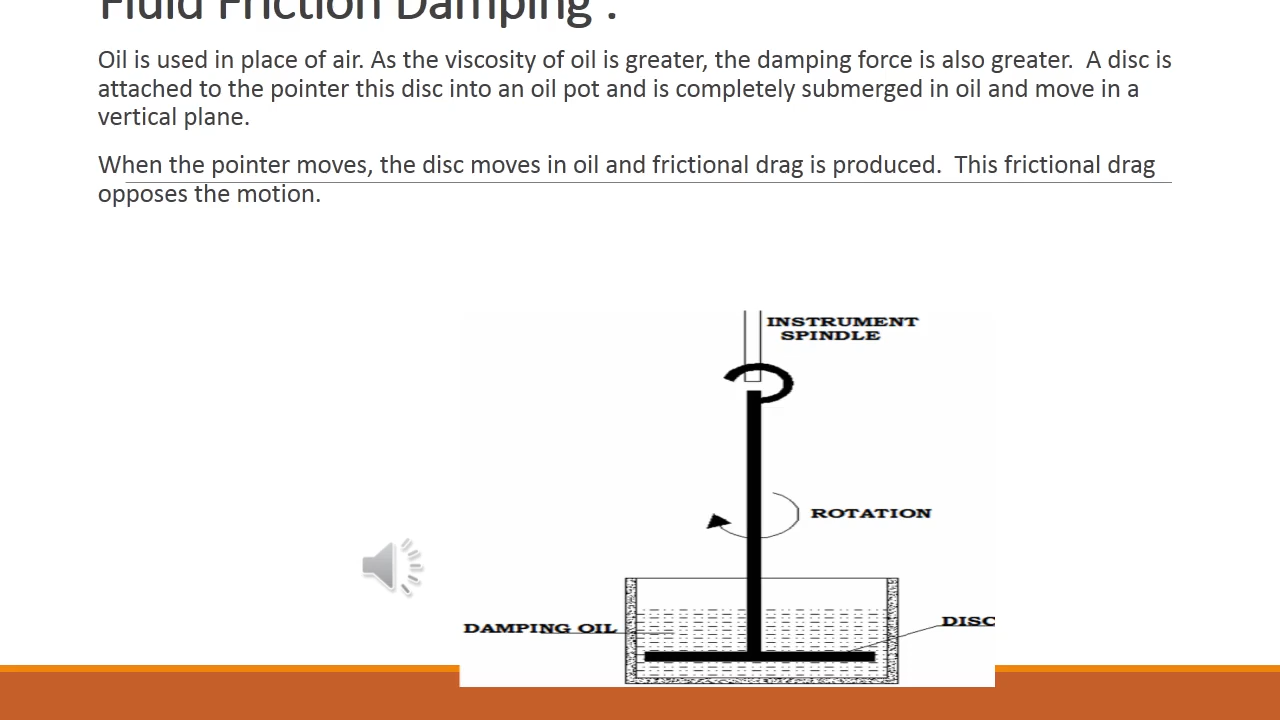 Fluid Friction Damping :
Oil is used in place of air. As the viscosity of oil is greater, the damping force is also greater.  A disc is
attached to the pointer this disc into an oil pot and is completely submerged in oil and move in a
vertical plane.
When the pointer moves, the disc moves in oil and frictional drag is produced.  This frictional drag
opposes the motion.
INSTRUMENT
SPINDLE
ROTATION
DAMPING OIL
DISC